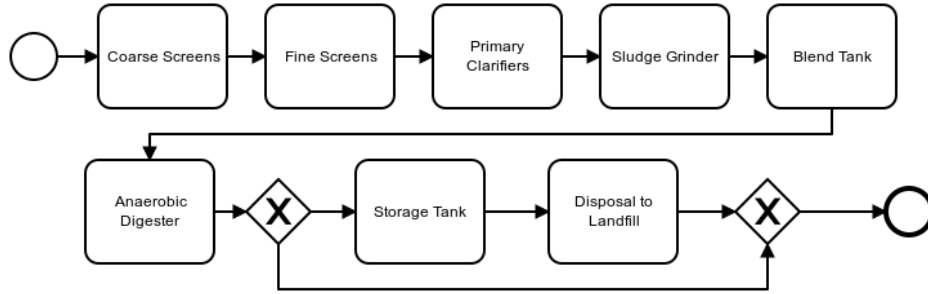 Coarse Screens
Fine Screens
Primary
Clarifiers
Sludge Grinder
Blend Tank
Anaerobic
Digester
X
Storage Tank
Disposal to
Landfill
X